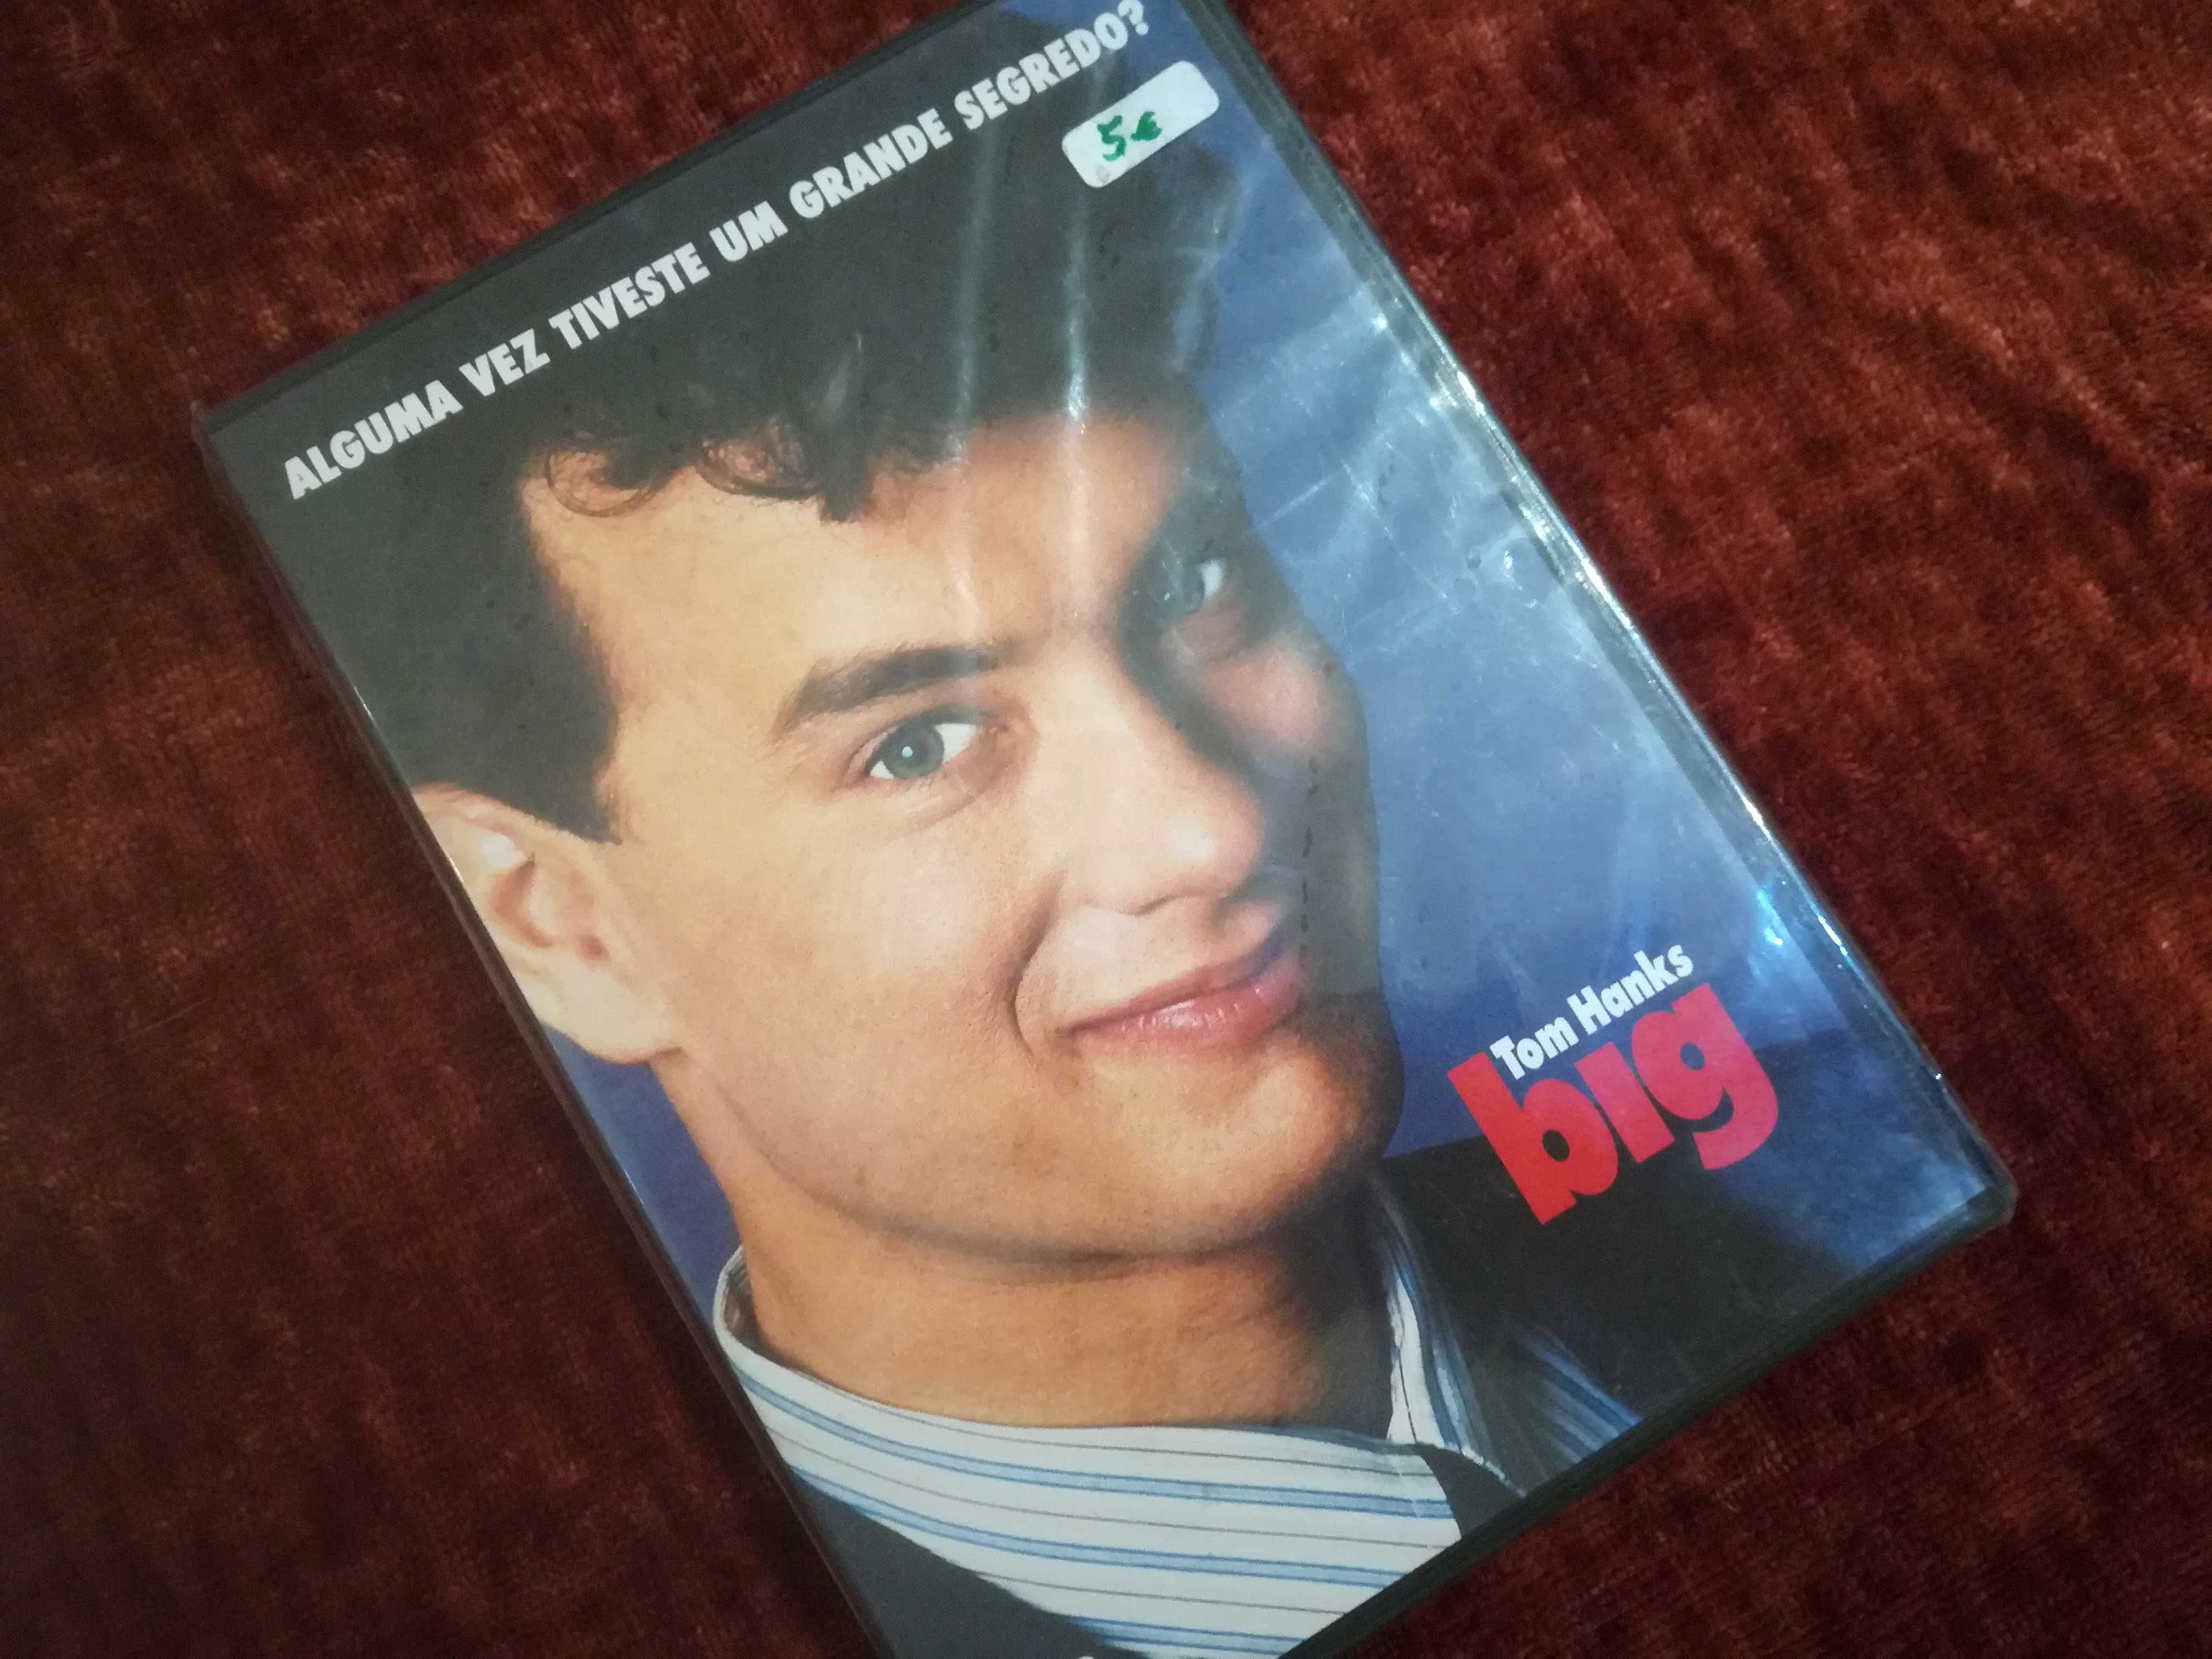 ALGUMA VEZ TIVESTE UM GRANDE SEGREDO?
5€
Tom Hanks
big